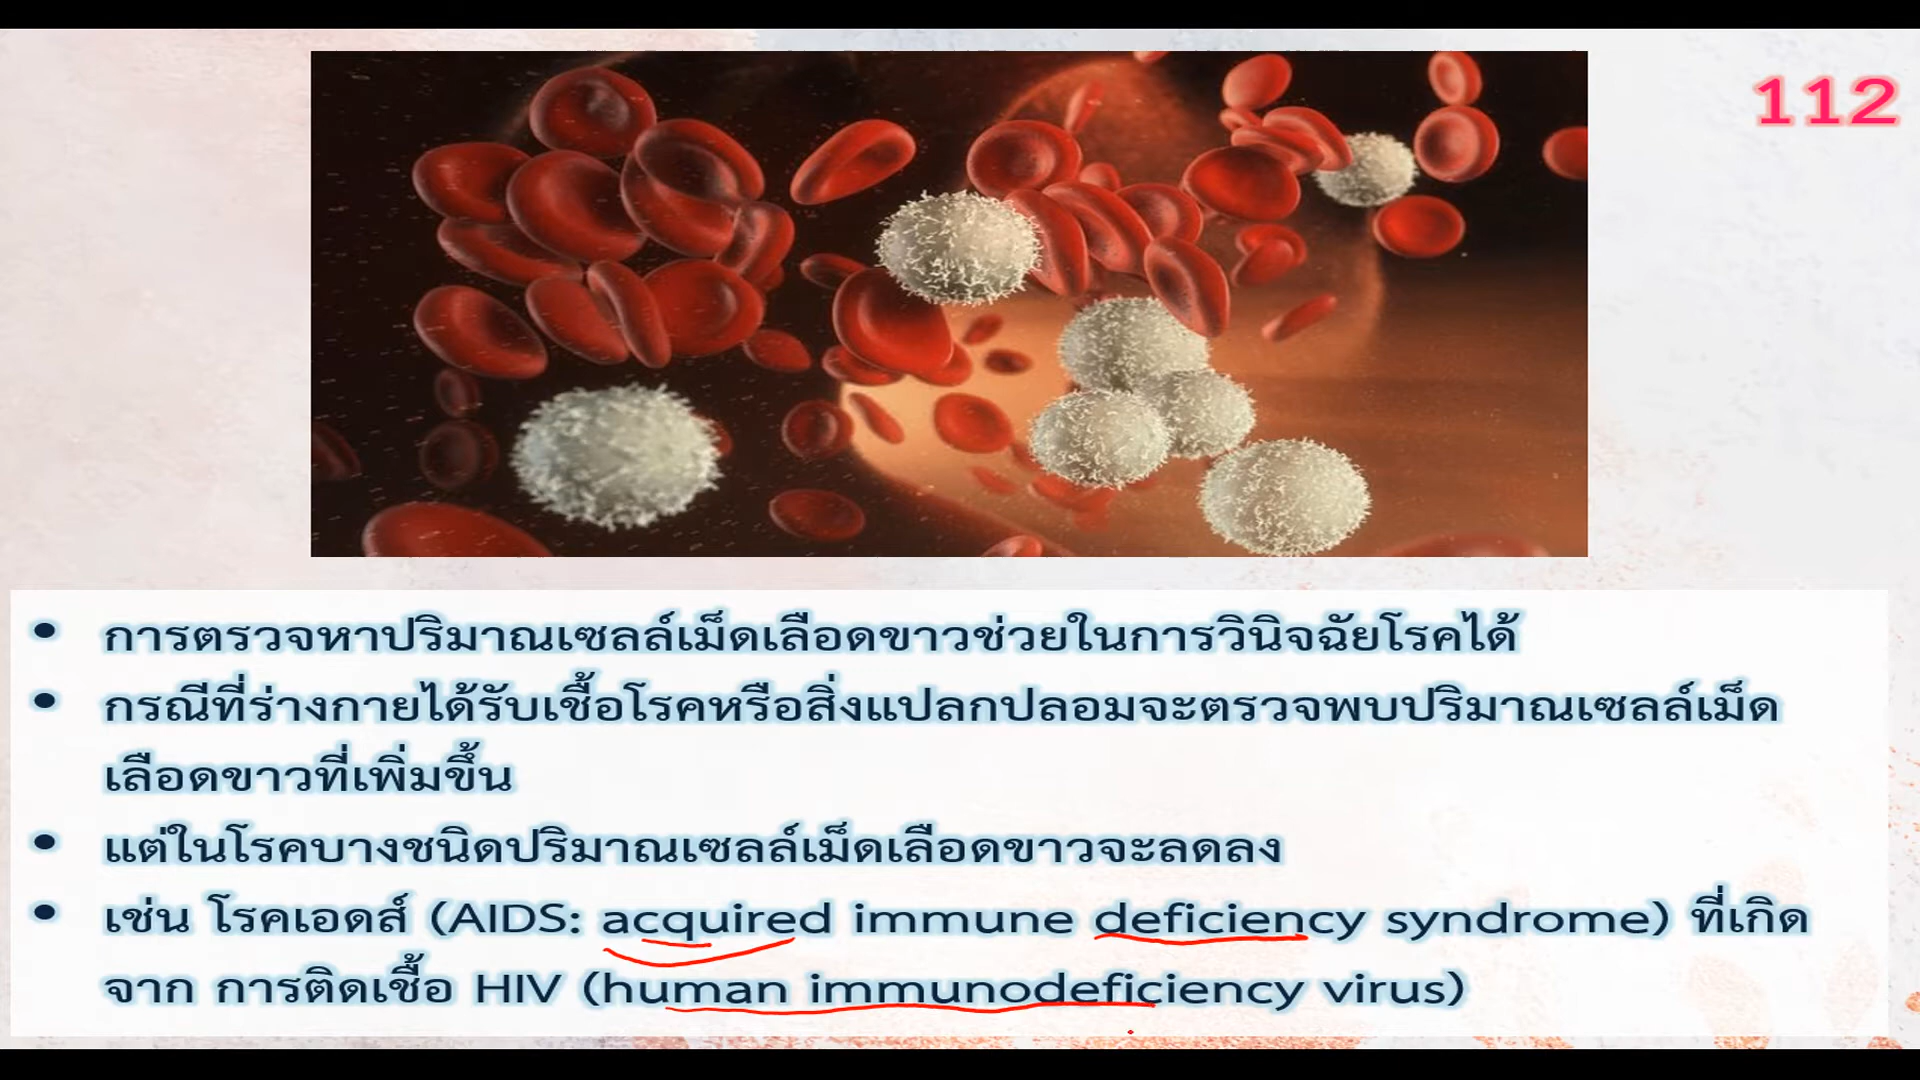 112
• การตรวจหาปริมาณเซลล์เม็ดเลือดขาวช่วยในการวินิจฉัยโรคได้
• กรณีที่ร่างกายได้รับเชื้อโรคหรือสิ่งแปลกปลอมจะตรวจพบปริมาณเซลล์เม็ด
เลือดขาวที่เพิ่มขึ้น
• แต่ในโรคบางชนิดปริมาณเซลล์เม็ดเลือดขาวจะลดลง
• เช่น โรคเอดส์ (AIDS: acquired immune deficiency syndrome) ที่เกิด
จาก การติดเชื้อ HIV (human immunodeficiency virus)